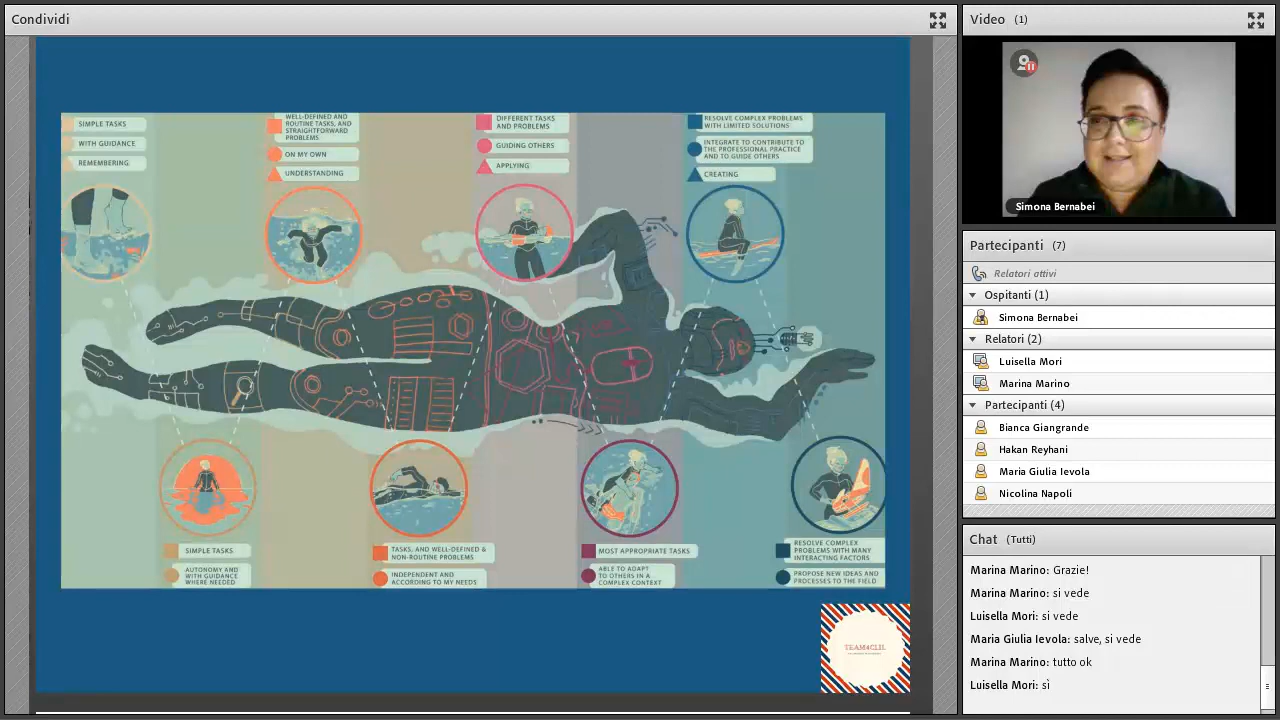 Condividi
SIMPLE TASKS
WITH GUIDANCE
REMEMBERING
WELL-DEFINED AND
ROUTINE TASKS, AND
STRAIGHTFORWARD
PROBLEMS
ON MY OWN
UNDERSTANDING
DIFFERENT TASKS
AND PROBLEMS
GUIDING OTHERS
APPLYING
RESOLVE COMPLEX PROBLEMS
WITH LIMITED SOLUTIONS
INTEGRATE TO CONTRIBUTE TO
THE PROFESSIONAL PRACTICE
AND TO GUIDE OTHERS
CREATING
SIMPLE TASKS
AUTONOMY AND
WITH GUIDANCE
WHERE NEEDED
TASKS, AND WELL-DEFINED &
NON-ROUTINE PROBLEMS
INDEPENDENT AND
ACCORDING TO MY NEEDS
MOST APPROPRIATE TASKS
ABLE TO ADAPT
TO OTHERS IN A
COMPLEX CONTEXT
RESOLVE COMPLEX
PROBLEMS WITH MANY
INTERACTING FACTORS
PROPOSE NEW IDEAS AND
PROCESSES TO THE FIELD
TEAM4CLIL
Video (1)
Simona Bernabei
Partecipanti (7)
Relatori attivi
Ospitanti (1)
Simona Bernabei
Relatori (2)
Luisella Mori
Marina Marino
Partecipanti (4)
Bianca Giangrande
Hakan Reyhani
Maria Giulia Ievola
Nicolina Napoli
Chat (Tutti)
Marina Marino: Grazie!
Marina Marino: si vede
Luisella Mori: si vede
Maria Giulia Ievola: salve, si vede
Marina Marino: tutto ok
Luisella Mori: sì